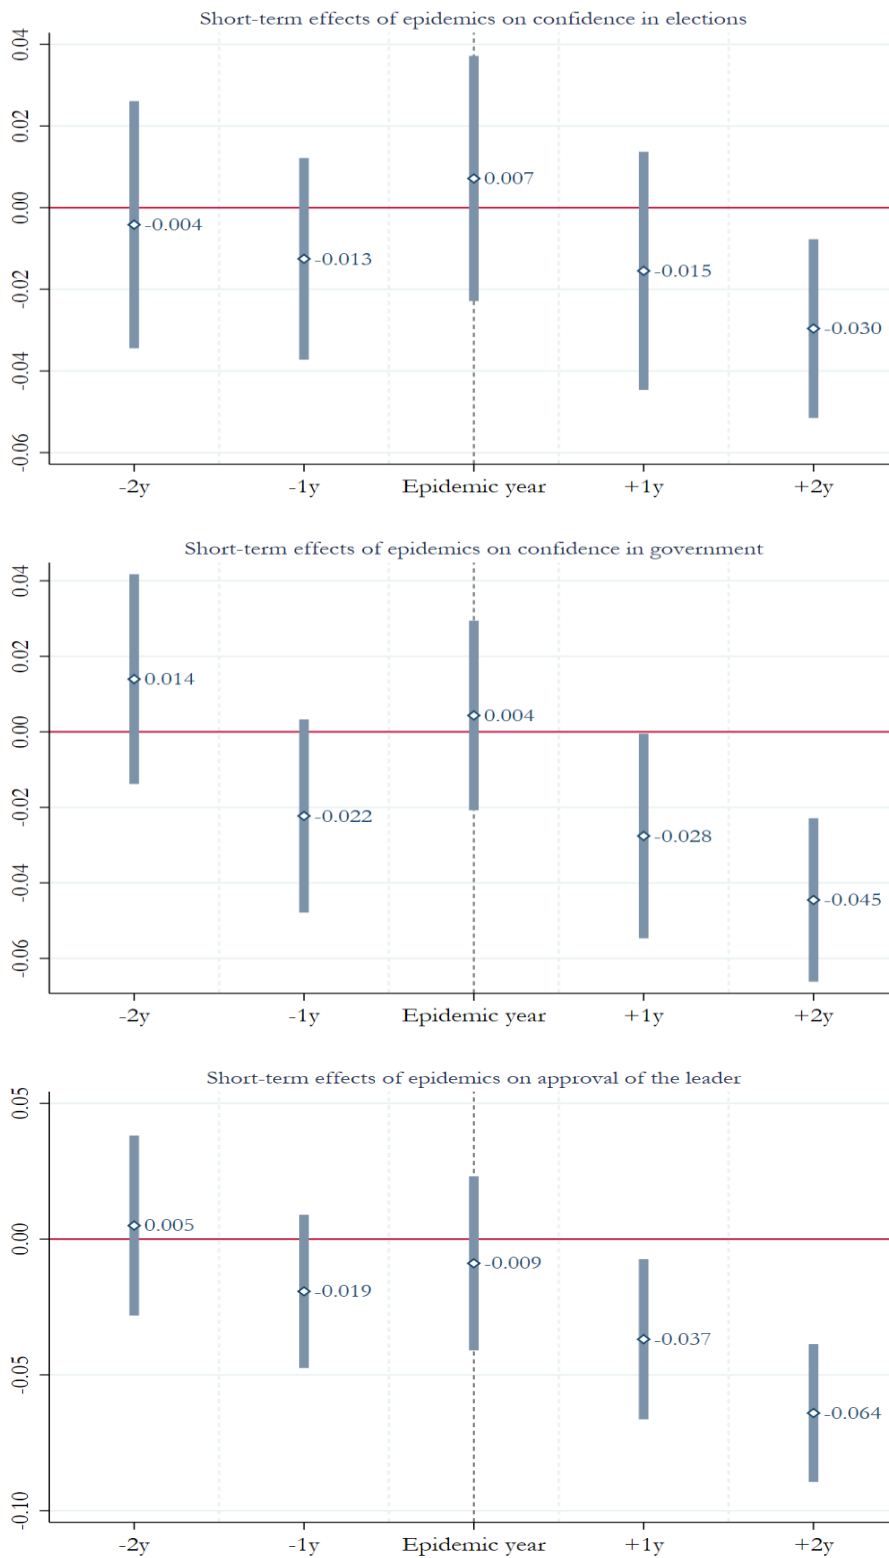 Short-term effects of epidemics on confidence in elections
0.04
0.02
0.00
-0.02
-0.04
-0.06
-0.004
-0.013
0.007
-0.015
-0.030
-2y
-1y
Epidemic year
+1y
+2y
Short-term effects of epidemics on confidence in government
0.04
0.02
0.00
-0.02
-0.04
-0.06
0.014
-0.022
0.004
-0.028
-0.045
-2y
-1y
Epidemic year
+1y
+2y
Short-term effects of epidemics on approval of the leader
0.05
0.00
-0.05
-0.10
0.005
-0.019
-0.009
-0.037
-0.064
-2y
-1y
Epidemic year
+1y
+2y